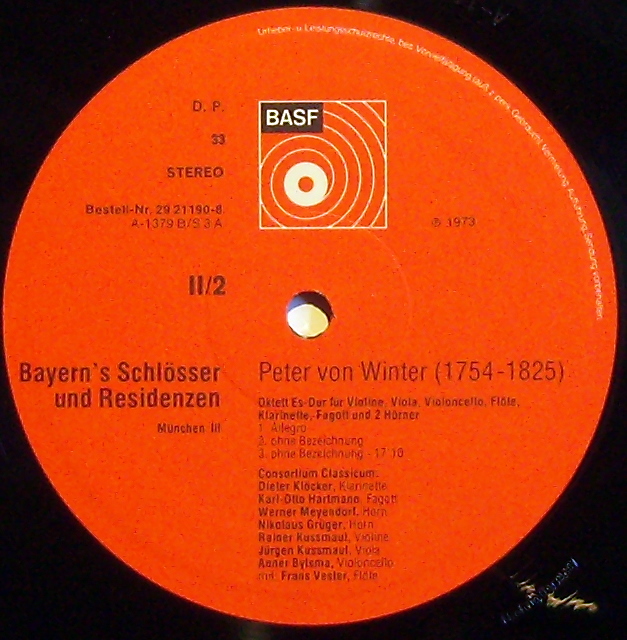 Urheber- u. Leistungsschutzrechte, bes. Vervielfältigung (auch z. pers. Gebrauch), Vermietung, Aufführung, Sendung vorbehalten.
D. P.
BASF
33
STEREO
Bestell-Nr. 29 21190-8
A-1379 B/S 3 A
℗ 1973
II/2
Bayern's Schlösser
und Residenzen
München III
Peter von Winter (1754-1825)
Oktett Es-Dur für Violine, Viola, Violoncello, Flöte,
Klarinette, Fagott und 2 Hörner
1. Allegro
2. ohne Bezeichnung
3. ohne Bezeichnung - 17'10
Consortium Classicum:
Dieter Klöcker, Klarinette
Karl-Otto Hartmann, Fagott
Werner Meyendorf, Horn
Nikolaus Grüger, Horn
Rainer Kussmaul, Violine
Jürgen Kussmaul, Viola
Anner Bylsma, Violoncello
mit Frans Vester, Flöte